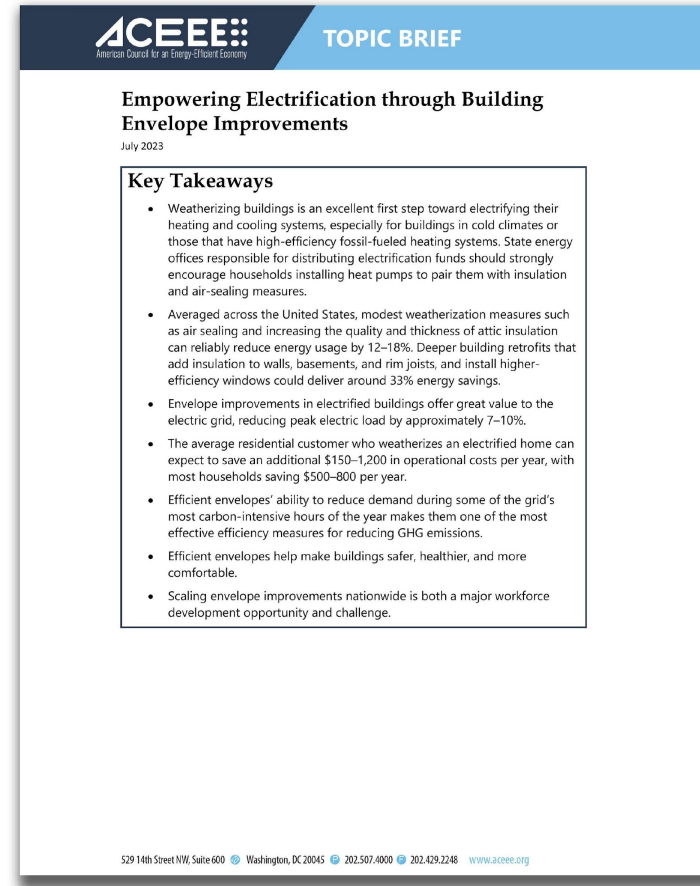 ACEEE
American Council for an Energy-Efficient Economy
TOPIC BRIEF
Empowering Electrification through Building
Envelope Improvements
July 2023
Key Takeaways
• Weatherizing buildings is an excellent first step toward electrifying their
heating and cooling systems, especially for buildings in cold climates or
those that have high-efficiency fossil-fueled heating systems. State energy
offices responsible for distributing electrification funds should strongly
encourage households installing heat pumps to pair them with insulation
and air-sealing measures.
• Averaged across the United States, modest weatherization measures such
as air sealing and increasing the quality and thickness of attic insulation
can reliably reduce energy usage by 12–18%. Deeper building retrofits that
add insulation to walls, basements, and rim joists, and install higher-
efficiency windows could deliver around 33% energy savings.
• Envelope improvements in electrified buildings offer great value to the
electric grid, reducing peak electric load by approximately 7–10%.
• The average residential customer who weatherizes an electrified home can
expect to save an additional $150–1,200 in operational costs per year, with
most households saving $500–800 per year.
• Efficient envelopes’ ability to reduce demand during some of the grid’s
most carbon-intensive hours of the year makes them one of the most
effective efficiency measures for reducing GHG emissions.
• Efficient envelopes help make buildings safer, healthier, and more
comfortable.
• Scaling envelope improvements nationwide is both a major workforce
development opportunity and challenge.
529 14th Street NW, Suite 600 Washington, DC 20045 P 202.507.4000 F 202.429.2248 www.aceee.org